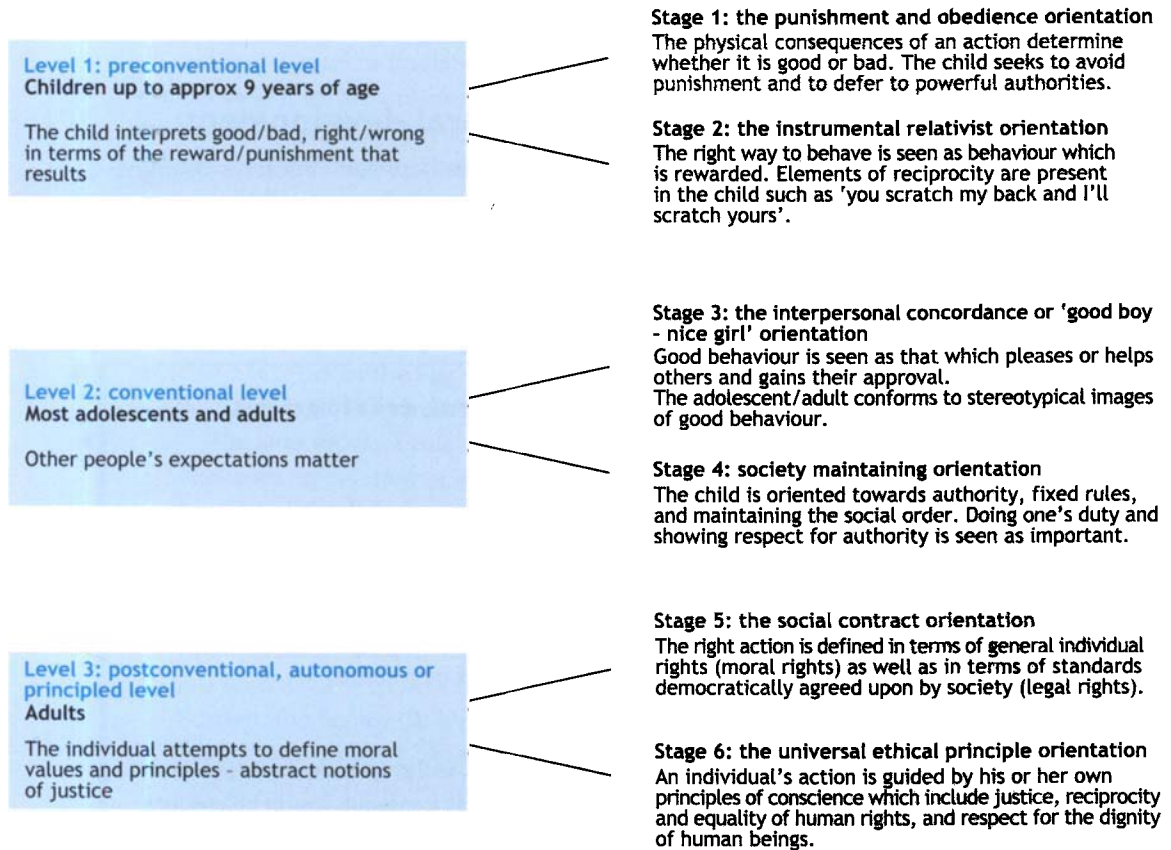 Level 1: preconventional level
Children up to approx 9 years of age
The child interprets good/bad, right/wrong
in terms of the reward/punishment that
results
Stage 1: the punishment and obedience orientation
The physical consequences of an action determine
whether it is good or bad. The child seeks to avoid
punishment and to defer to powerful authorities.
Stage 2: the instrumental relativist orientation
The right way to behave is seen as behaviour which
is rewarded. Elements of reciprocity are present
in the child such as 'you scratch my back and I'll
scratch yours'.
Level 2: conventional level
Most adolescents and adults
Other people's expectations matter
Stage 3: the interpersonal concordance or 'good boy
- nice girl' orientation
Good behaviour is seen as that which pleases or helps
others and gains their approval.
The adolescent/adult conforms to stereotypical images
of good behaviour.
Stage 4: society maintaining orientation
The child is oriented towards authority, fixed rules,
and maintaining the social order. Doing one's duty and
showing respect for authority is seen as important.
Level 3: postconventional, autonomous or
principled level
Adults
The individual attempts to define moral
values and principles - abstract notions
of justice
Stage 5: the social contract orientation
The right action is defined in terms of general individual
rights (moral rights) as well as in terms of standards
democratically agreed upon by society (legal rights).
Stage 6: the universal ethical principle orientation
An individual's action is guided by his or her own
principles of conscience which include justice, reciprocity
and equality of human rights, and respect for the dignity
of human beings.